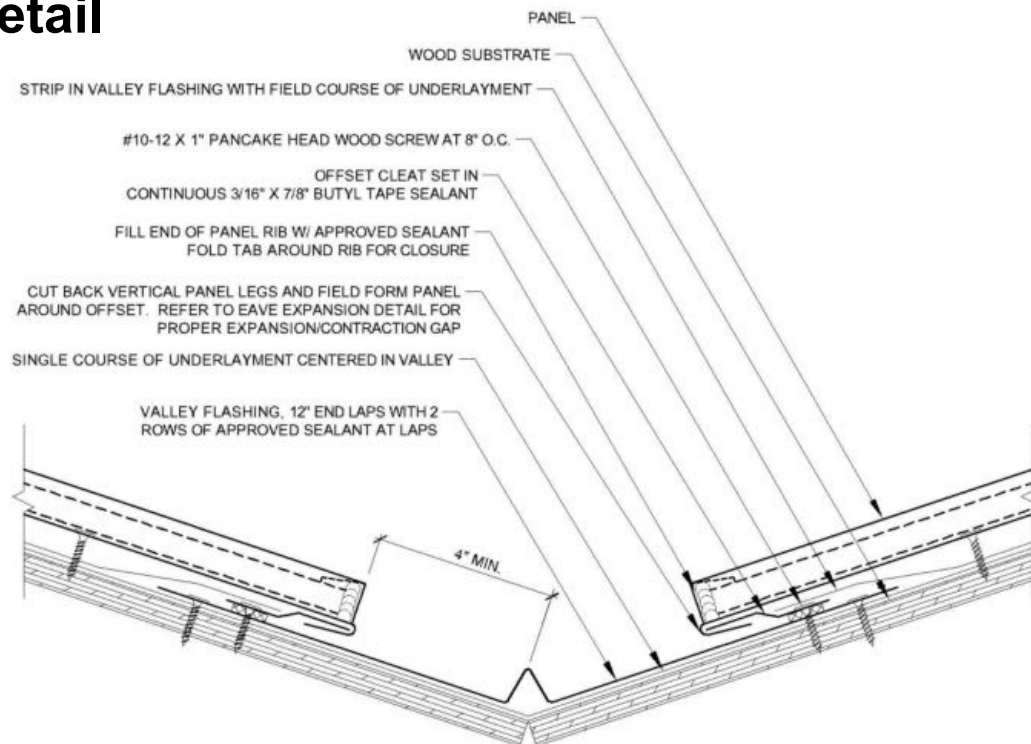 etail
PANEL
WOOD SUBSTRATE
STRIP IN VALLEY FLASHING WITH FIELD COURSE OF UNDERLAYMENT
#10-12 X 1" PANCAKE HEAD WOOD SCREW AT 8" O.C.
OFFSET CLEAT SET IN
CONTINUOUS 3/16" X 7/8" BUTYL TAPE SEALANT
FILL END OF PANEL RIB W/ APPROVED SEALANT
FOLD TAB AROUND RIB FOR CLOSURE
CUT BACK VERTICAL PANEL LEGS AND FIELD FORM PANEL
AROUND OFFSET. REFER TO EAVE EXPANSION DETAIL FOR
PROPER EXPANSION/CONTRACTION GAP
SINGLE COURSE OF UNDERLAYMENT CENTERED IN VALLEY
VALLEY FLASHING, 12" END LAPS WITH 2
ROWS OF APPROVED SEALANT AT LAPS
4" MIN.